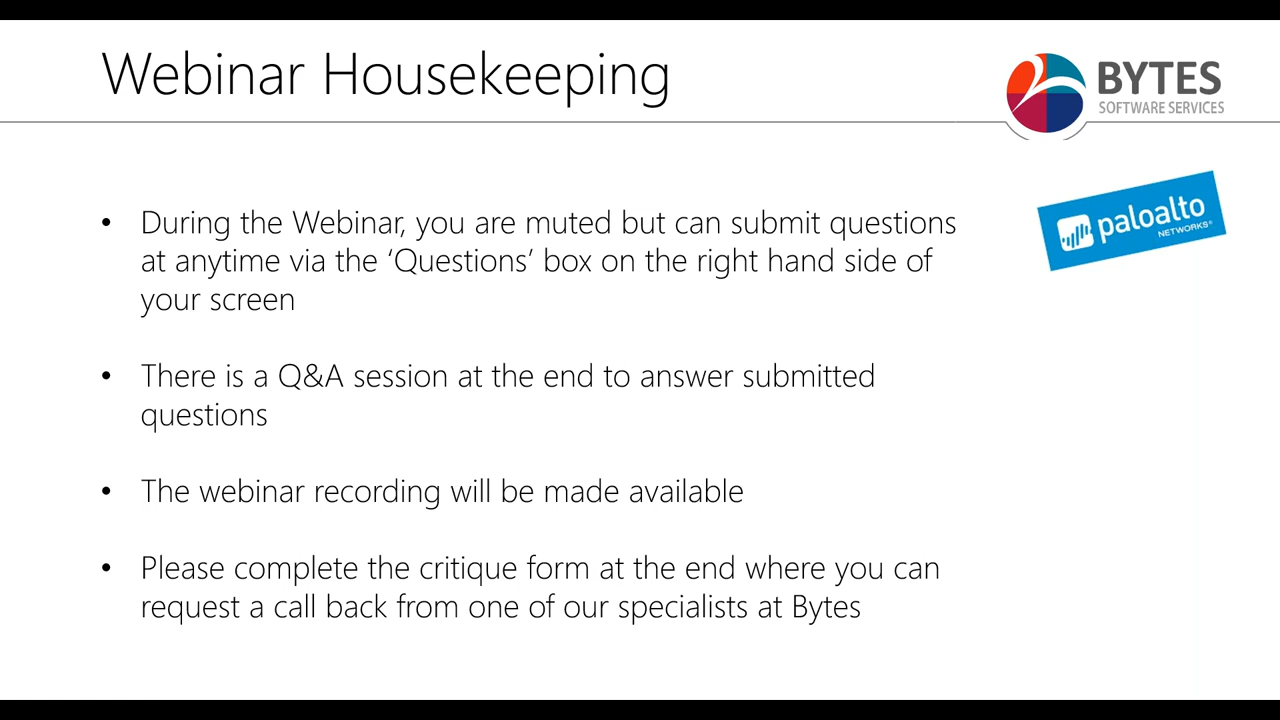 Webinar Housekeeping
BYTES
SOFTWARE SERVICES
paloalto
NETWORKS®
• During the Webinar, you are muted but can submit questions
at anytime via the ‘Questions’ box on the right hand side of
your screen
• There is a Q&A session at the end to answer submitted
questions
• The webinar recording will be made available
• Please complete the critique form at the end where you can
request a call back from one of our specialists at Bytes